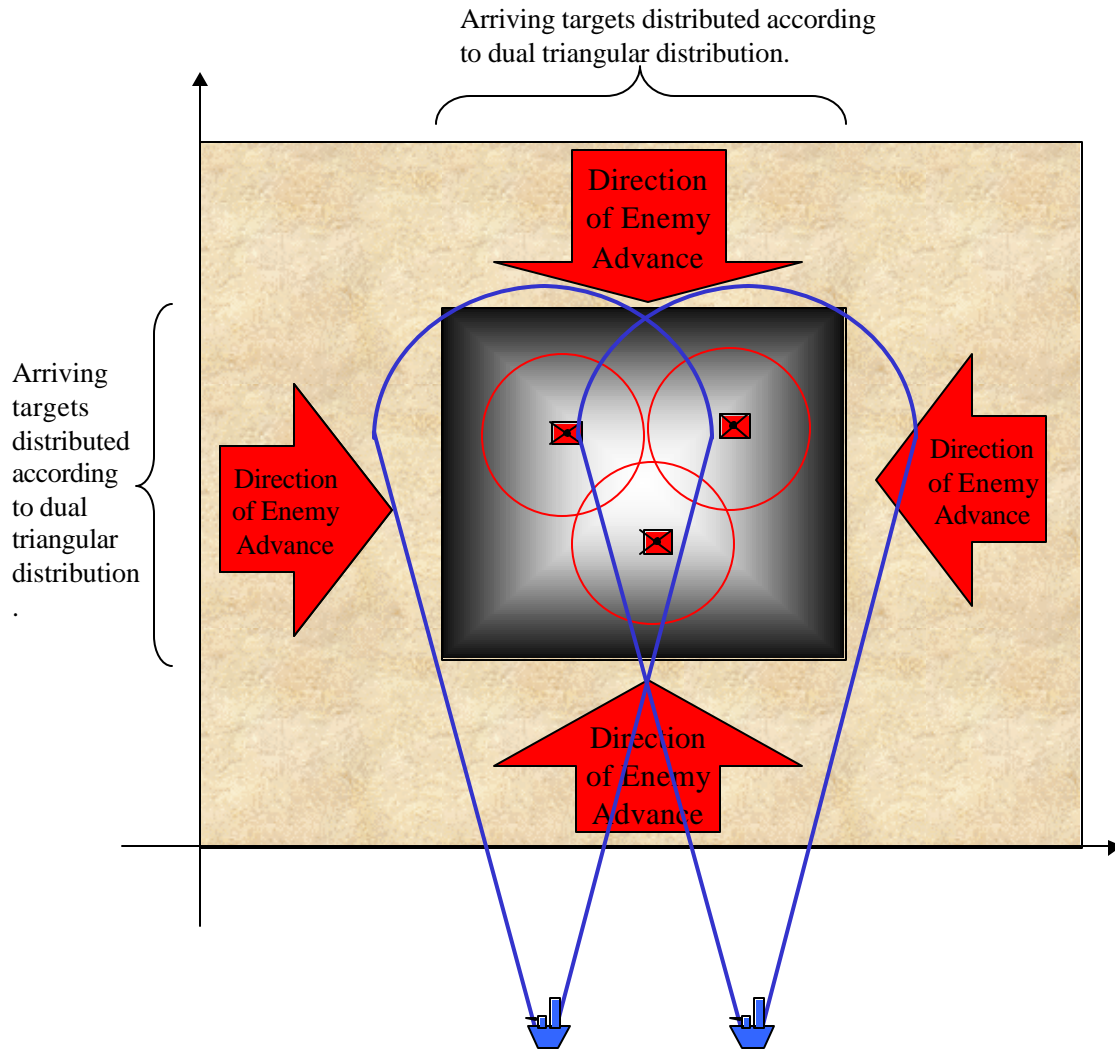 Arriving targets distributed according
to dual triangular distribution.
Direction
of Enemy
Advance
Arriving
targets
distributed
according
to dual
triangular
distribution
.
Direction
of Enemy
Advance
Direction
of Enemy
Advance
Direction
of Enemy
Advance